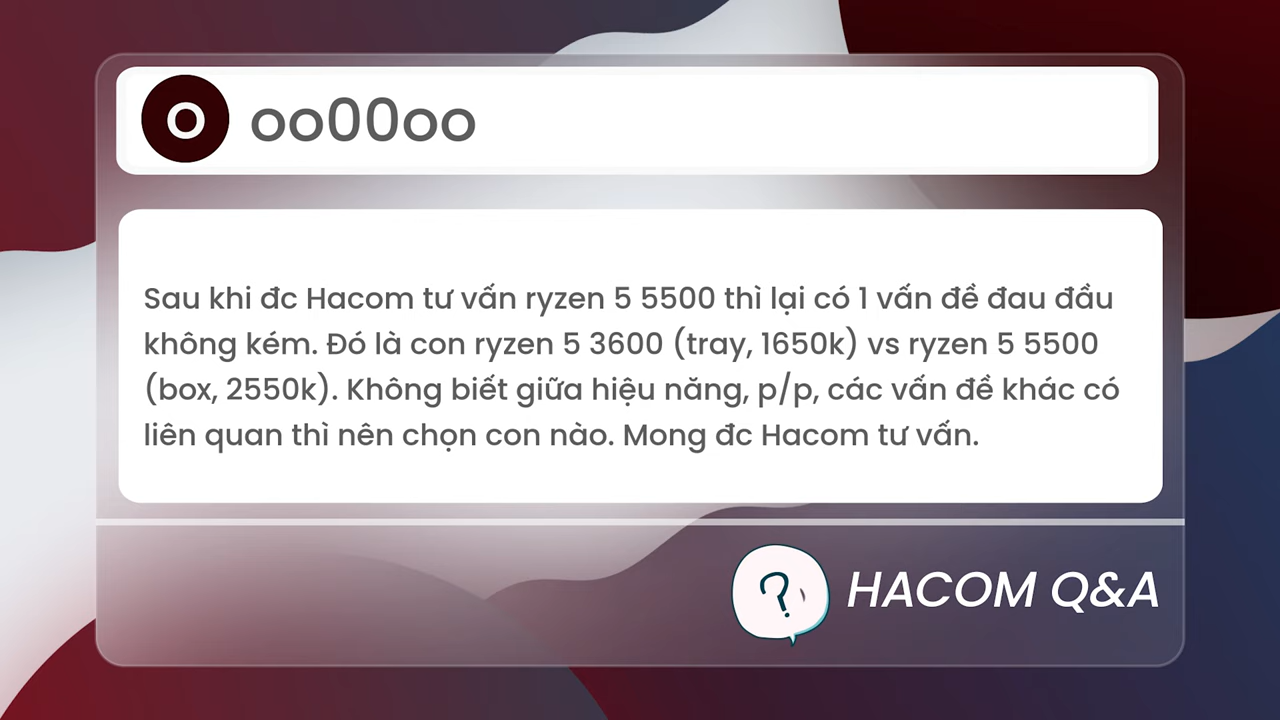 O
oo00oo
Sau khi đc Hacom tư vấn ryzen 5 5500 thì lại có 1 vấn đề đau đầu
không kém. Đó là con ryzen 5 3600 (tray, 1650k) vs ryzen 5 5500
(box, 2550k). Không biết giữa hiệu năng, p/p, các vấn đề khác có
liên quan thì nên chọn con nào. Mong đc Hacom tư vấn.
?
HACOM Q&A